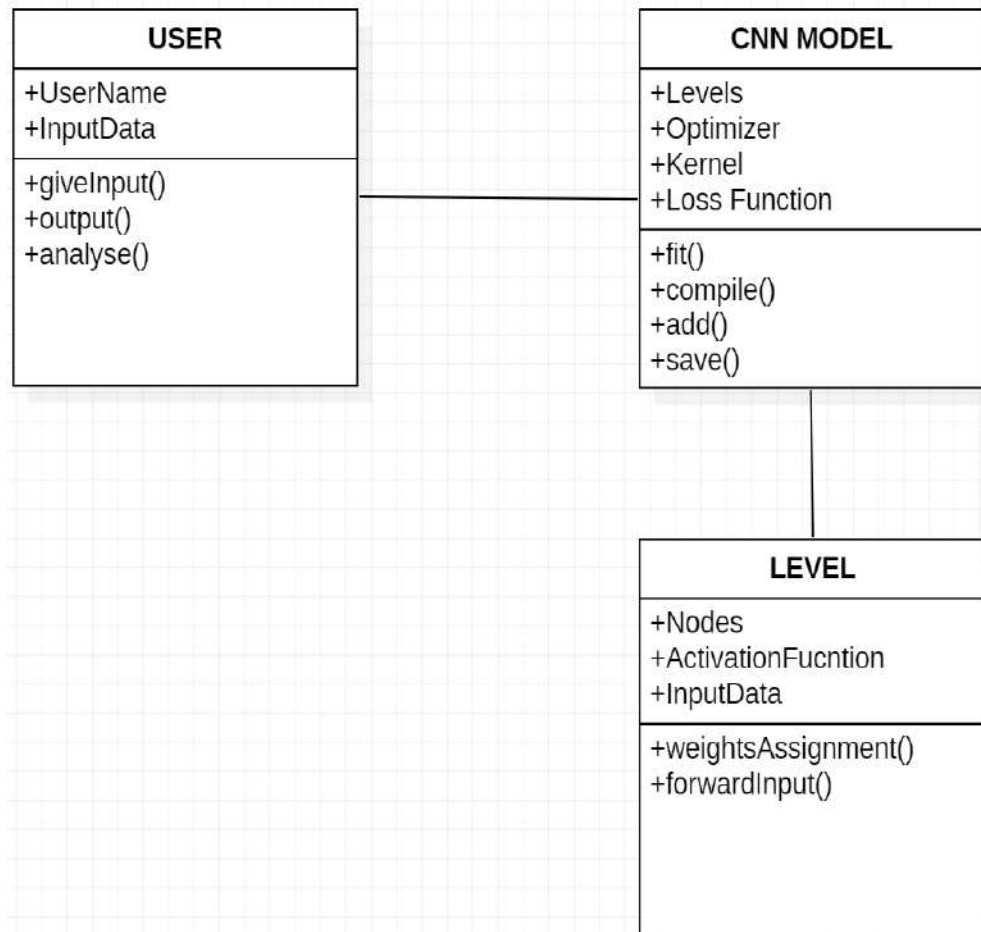 USER
+UserName
+InputData
+giveInput()
+output()
+analyse()
CNN MODEL
+Levels
+Optimizer
+Kernel
+Loss Function
+fit()
+compile()
+add()
+save()
LEVEL
+Nodes
+ActivationFucntion
+InputData
+weightsAssignment()
+forwardInput()